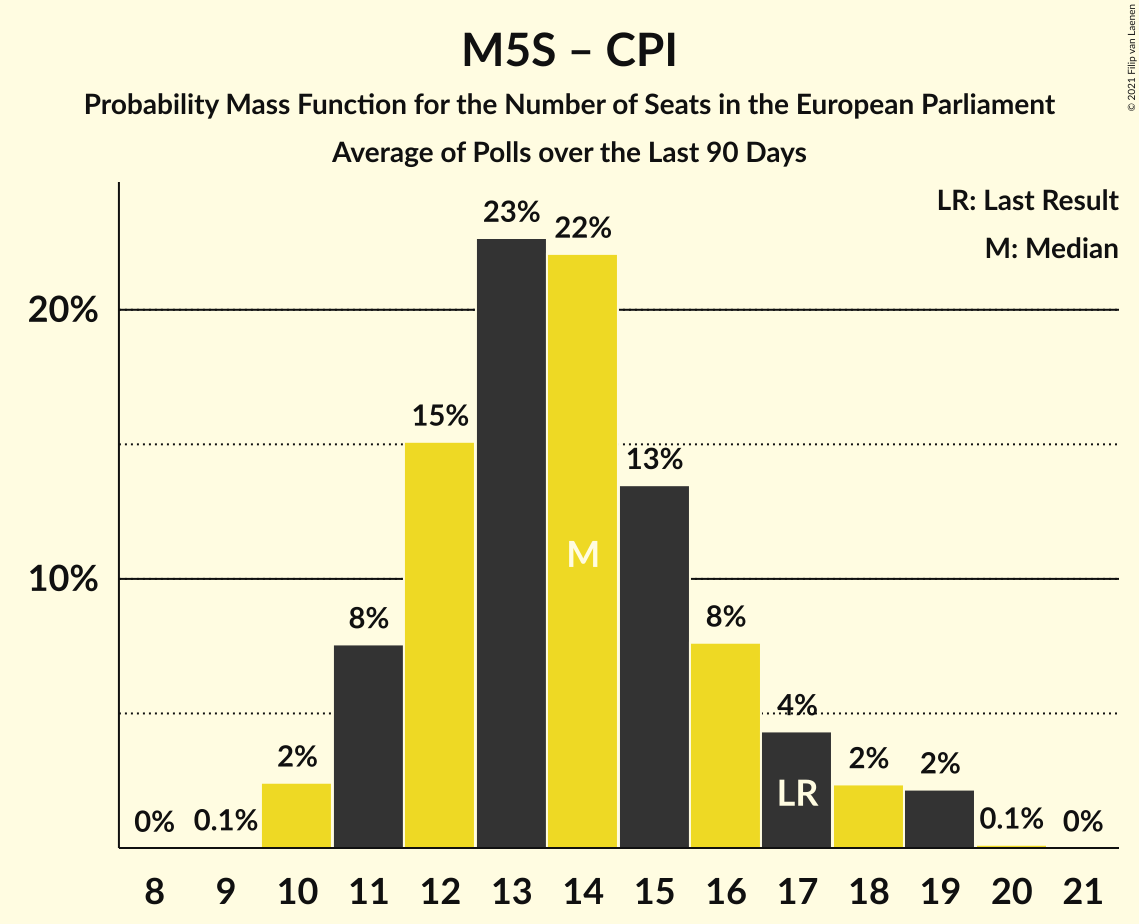 M5S – CPI
Probability Mass Function for the Number of Seats in the European Parliament
Average of Polls over the Last 90 Days
© 2021 Filip van Laenen
LR: Last Result
M: Median
20%
10%
0%
0.1%
2%
8%
15%
23%
22%
13%
8%
4%
2%
2%
0.1%
0%
M
LR
8 9 10 11 12 13 14 15 16 17 18 19 20 21